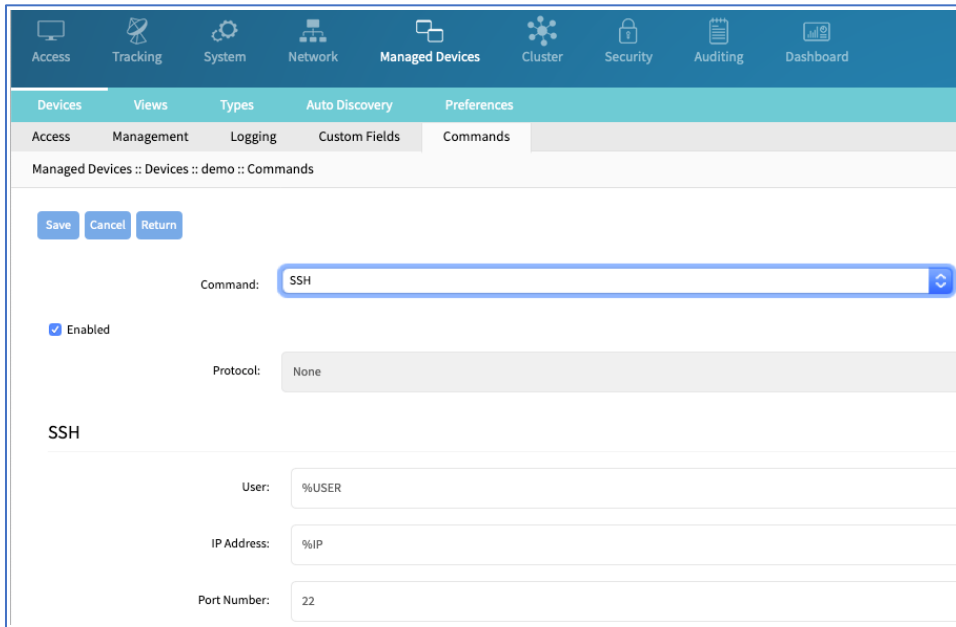 Access Tracking System Network Managed Devices Cluster Security Auditing Dashboard
Devices Views Types Auto Discovery Preferences
Access Management Logging Custom Fields Commands
Managed Devices :: Devices :: demo :: Commands
Save Cancel Return
Command: SSH
Enabled
Protocol: None
SSH
User: %USER
IP Address: %IP
Port Number: 22